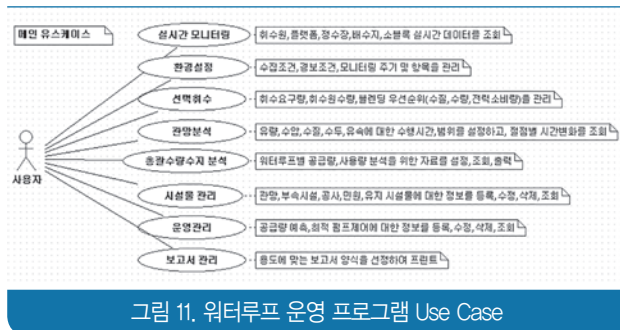 메인 유스케이스
실시간 모니터링
취수원,플랫폼,정수장,배수지,소블록 실시간 데이터를 조회
환경설정
수집조건,경보조건,모니터링 주기 및 항목을 관리
선택취수
취수요구량,취수원수량,블렌딩 우선순위(수질,수량,전력소비량)를 관리
관망분석
유량,수압,수질,수두,유속에 대한 수행시간,범위를 설정하고, 절점별 시간변화를 조회
총괄수량수지 분석
워터루프별 공급량,사용량 분석을 위한 자료를 설정,조회,출력
사용자
시설물 관리
관망,부속시설,공사,민원,유지 시설물에 대한 정보를 등록,수정,삭제,조회
운영관리
공급량 예측,최적 펌프제어에 대한 정보를 등록,수정,삭제,조회
보고서 관리
용도에 맞는 보고서 양식을 선정하여 프린트
그림 11. 워터루프 운영 프로그램 Use Case